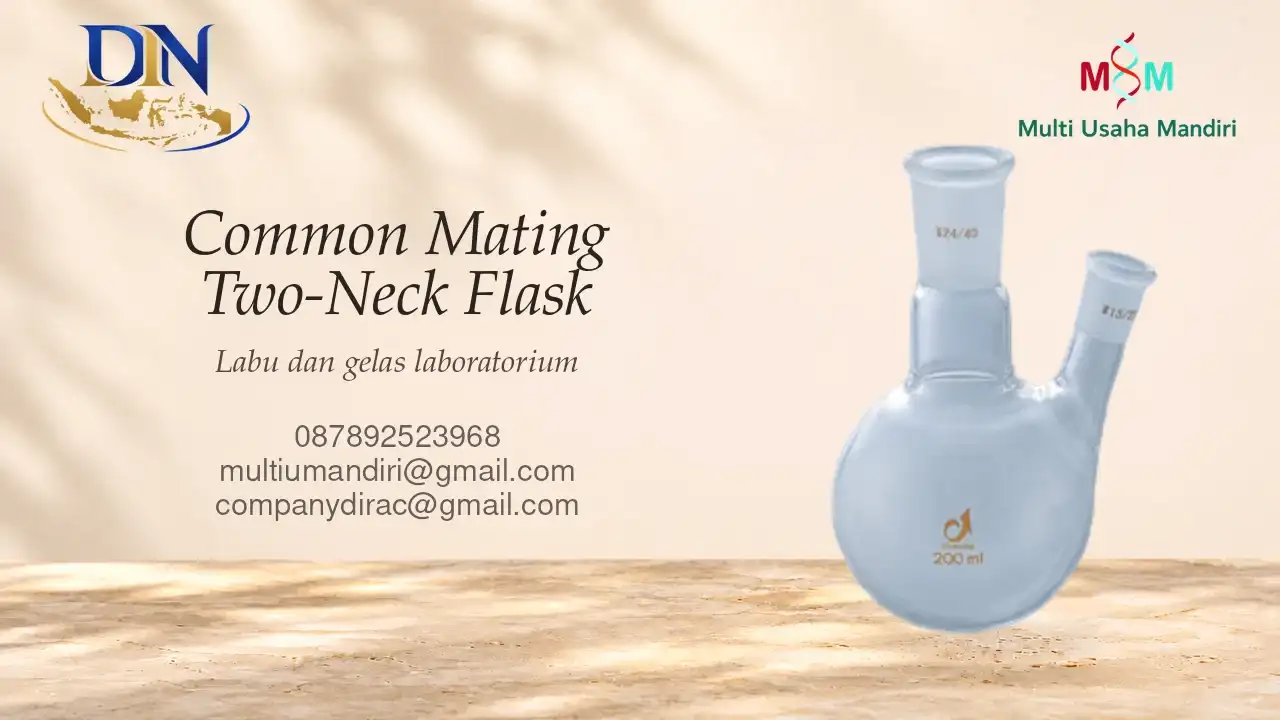 DIN
MSM
Multi Usaha Mandiri
Common Mating
Two-Neck Flask
Labu dan gelas laboratorium
087892523968
multiumandiri@gmail.com
companydirac@gmail.com
24/40
200 ml